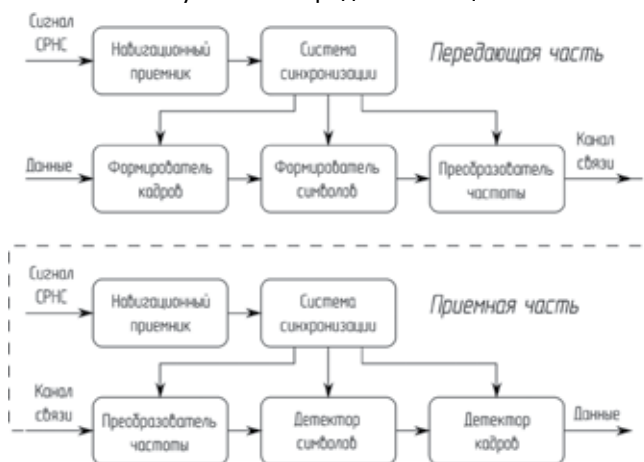 Сигнал
СРНС
Навигационный
приемник
Система
синхронизации
Передающая часть
Данные
Формирователь
кадров
Формирователь
символов
Преобразователь
частоты
Канал
связи
Сигнал
СРНС
Навигационный
приемник
Система
синхронизации
Приемная часть
Канал
связи
Преобразователь
частоты
Детектор
символов
Детектор
кадров
Данные